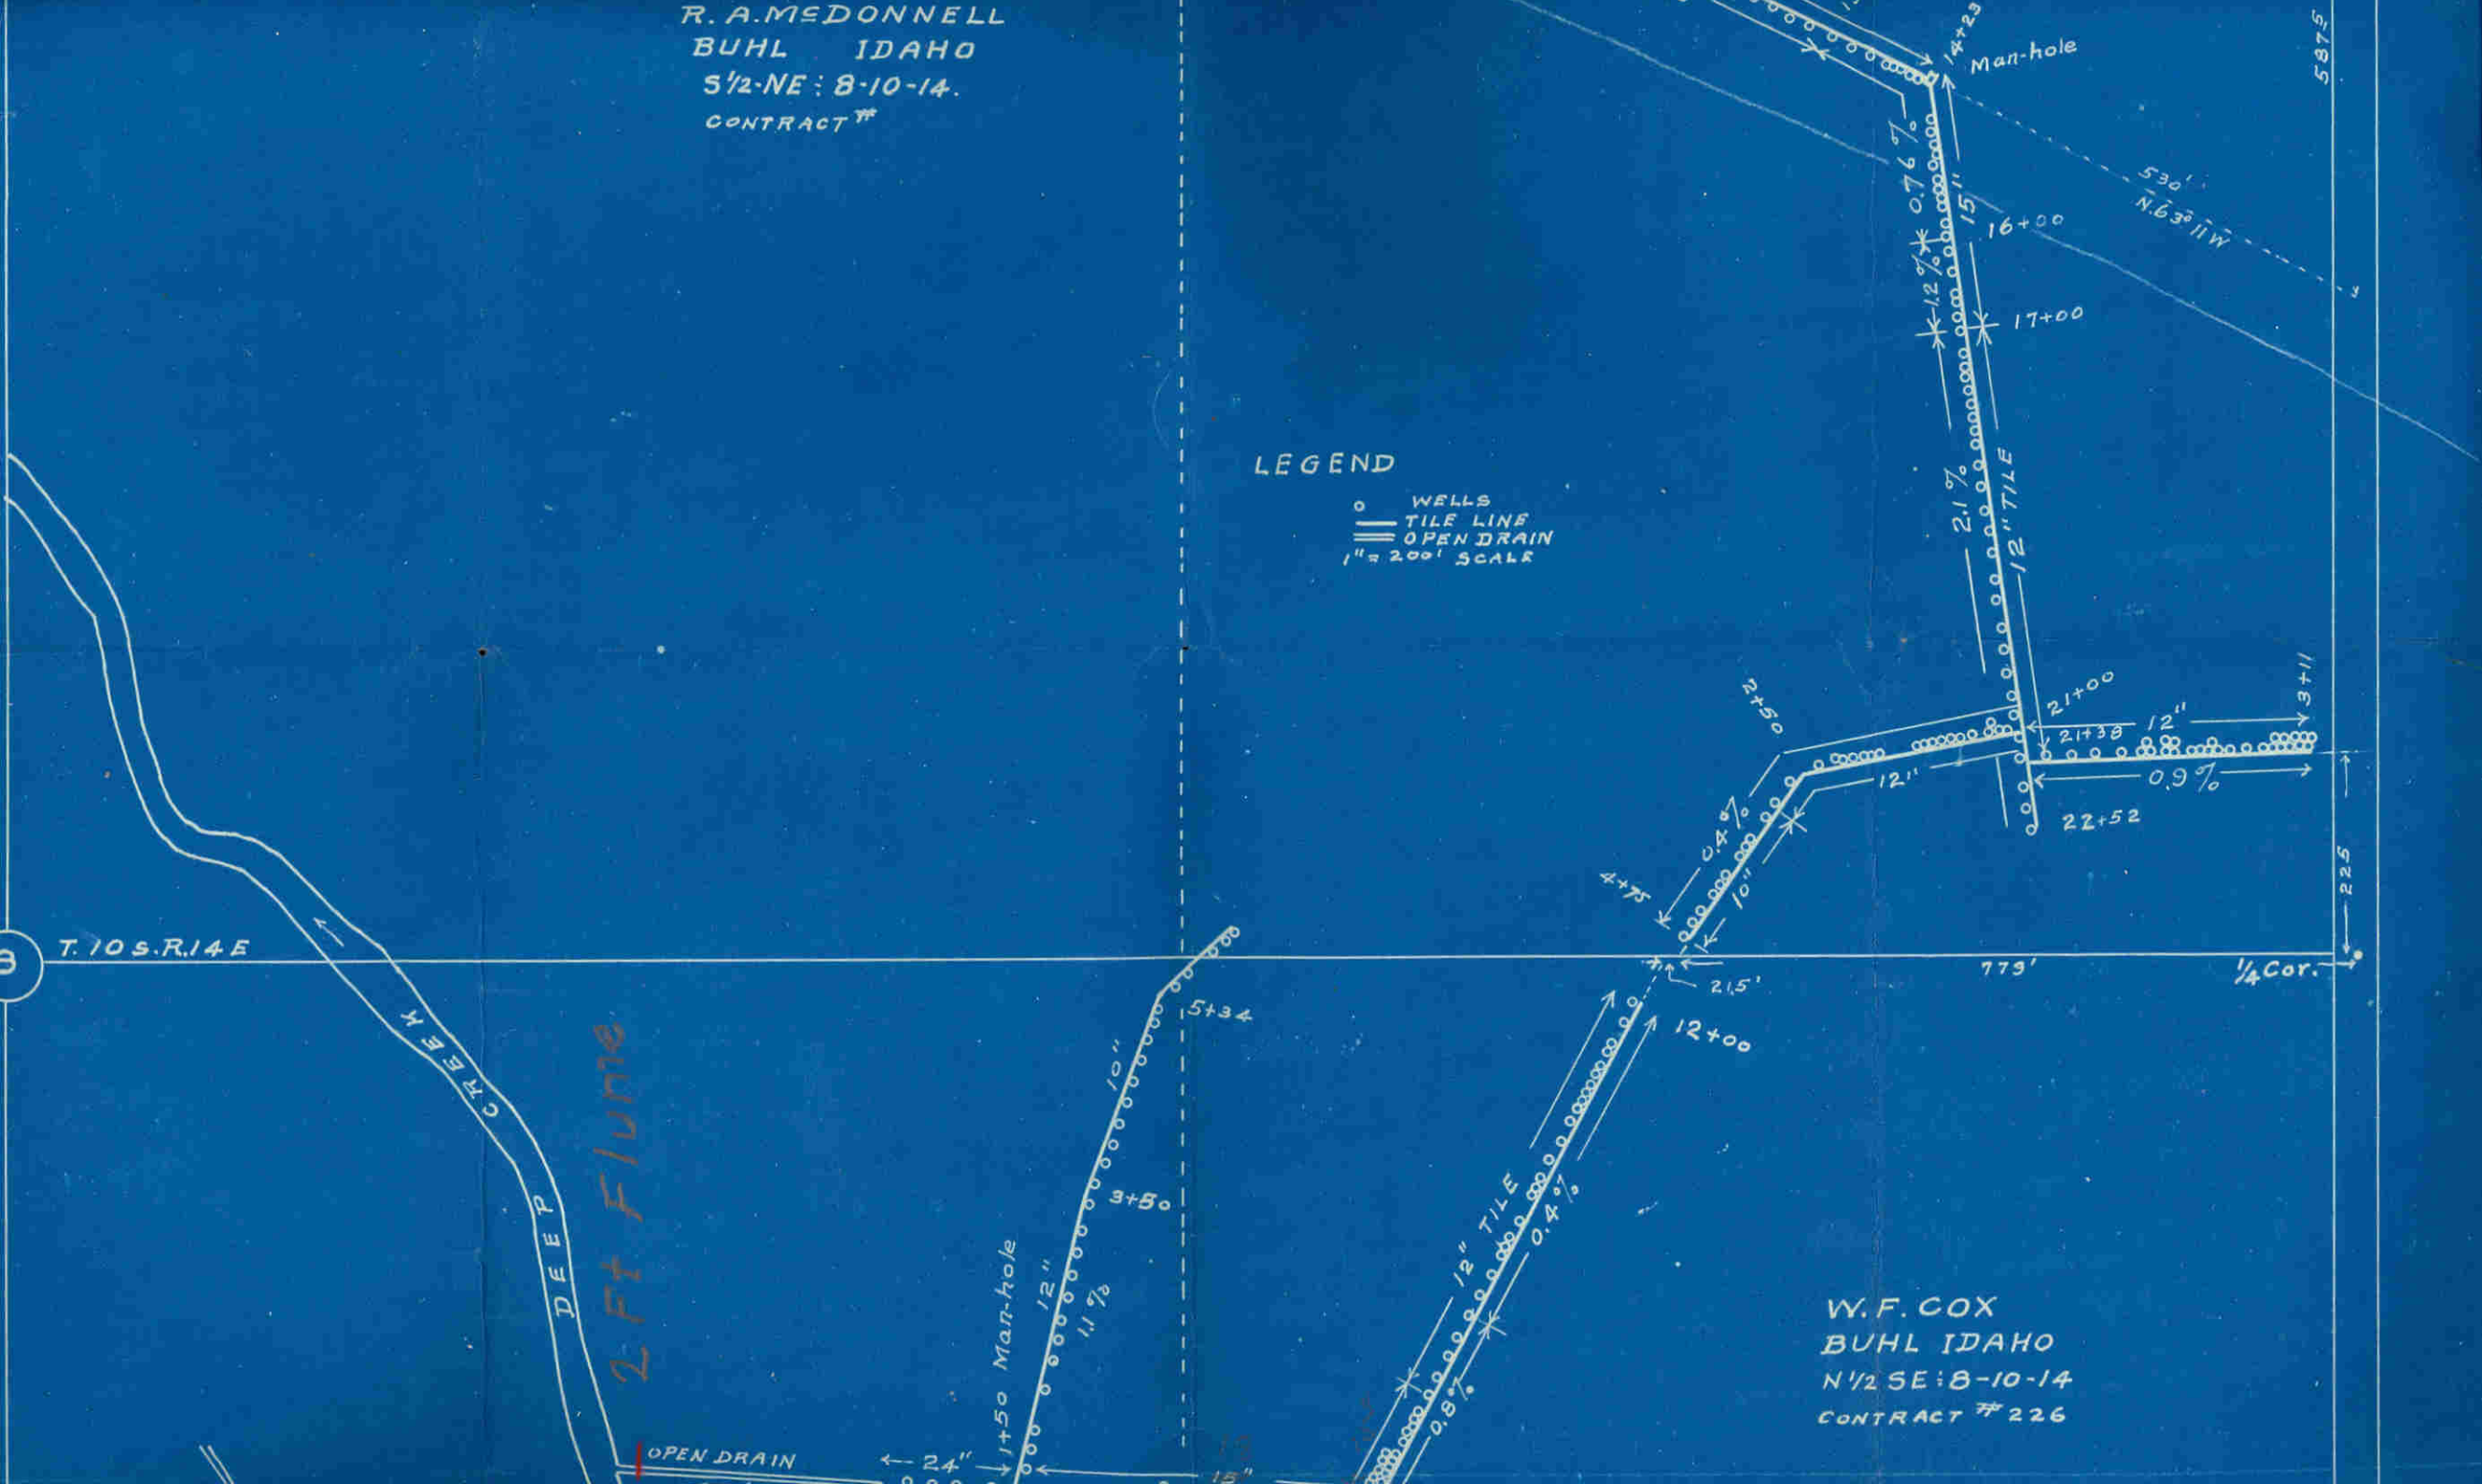 R. A. McDONNELL
BUHL IDAHO
S 1/2-NE: 8-10-14.
CONTRACT #
14+23
Man-hole
587.5
0.76 %
15"
530'
N.63°11'W
16+00
1.2 %
17+00
LEGEND
WELLS
TILE LINE
OPEN DRAIN
1" = 200' SCALE
2.1 %
12" TILE
2+50
21+00
3+11
12"
21+38
12"
0.9 %
22+52
0.4 %
10"
4+75
225
8
T. 10 S. R. 14 E
779'
1/4 Cor.
21.5'
5+34
12+00
DEEP CREEK
2 Ft Flume
10"
3+50
12"
1.1 %
1+50 Man-hole
12" TILE
0.4 %
0.8 %
W. F. COX
BUHL IDAHO
N 1/2 SE: 8-10-14
CONTRACT # 226
OPEN DRAIN
24"
15"